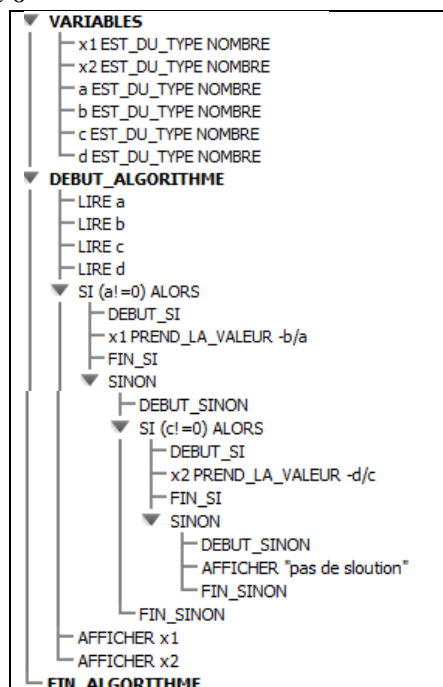 VARIABLES
x1 EST_DU_TYPE NOMBRE
x2 EST_DU_TYPE NOMBRE
a EST_DU_TYPE NOMBRE
b EST_DU_TYPE NOMBRE
c EST_DU_TYPE NOMBRE
d EST_DU_TYPE NOMBRE
DEBUT_ALGORITHME
LIRE a
LIRE b
LIRE c
LIRE d
SI (a!=0) ALORS
DEBUT_SI
x1 PREND_LA_VALEUR -b/a
FIN_SI
SINON
DEBUT_SINON
SI (c!=0) ALORS
DEBUT_SI
x2 PREND_LA_VALEUR -d/c
FIN_SI
SINON
DEBUT_SINON
AFFICHER "pas de sloution"
FIN_SINON
FIN_SINON
AFFICHER x1
AFFICHER x2
FIN_ALGORITHME